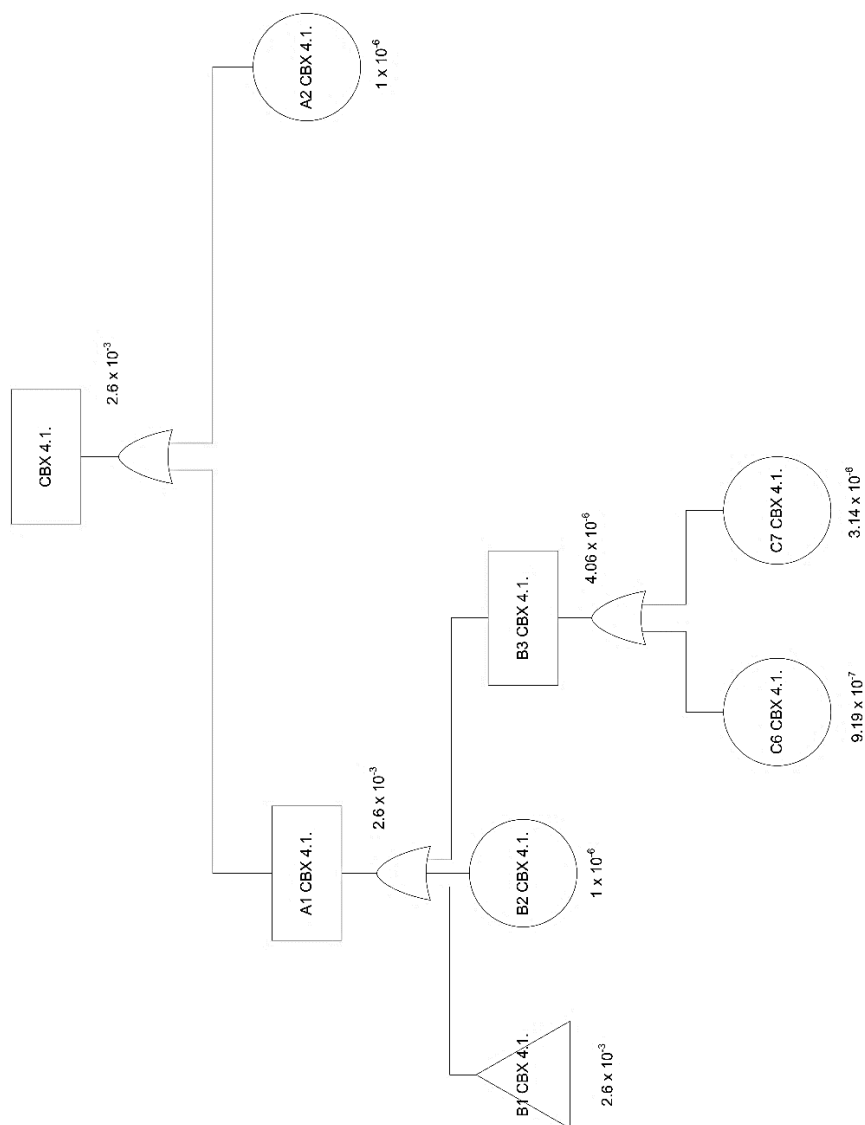 CBX 4.1.
2.6 x 10⁻³
A1 CBX 4.1.
2.6 x 10⁻³
A2 CBX 4.1.
1 x 10⁻⁶
B1 CBX 4.1.
2.6 x 10⁻³
B2 CBX 4.1.
1 x 10⁻⁶
B3 CBX 4.1.
4.06 x 10⁻⁶
C6 CBX 4.1.
9.19 x 10⁻⁷
C7 CBX 4.1.
3.14 x 10⁻⁶